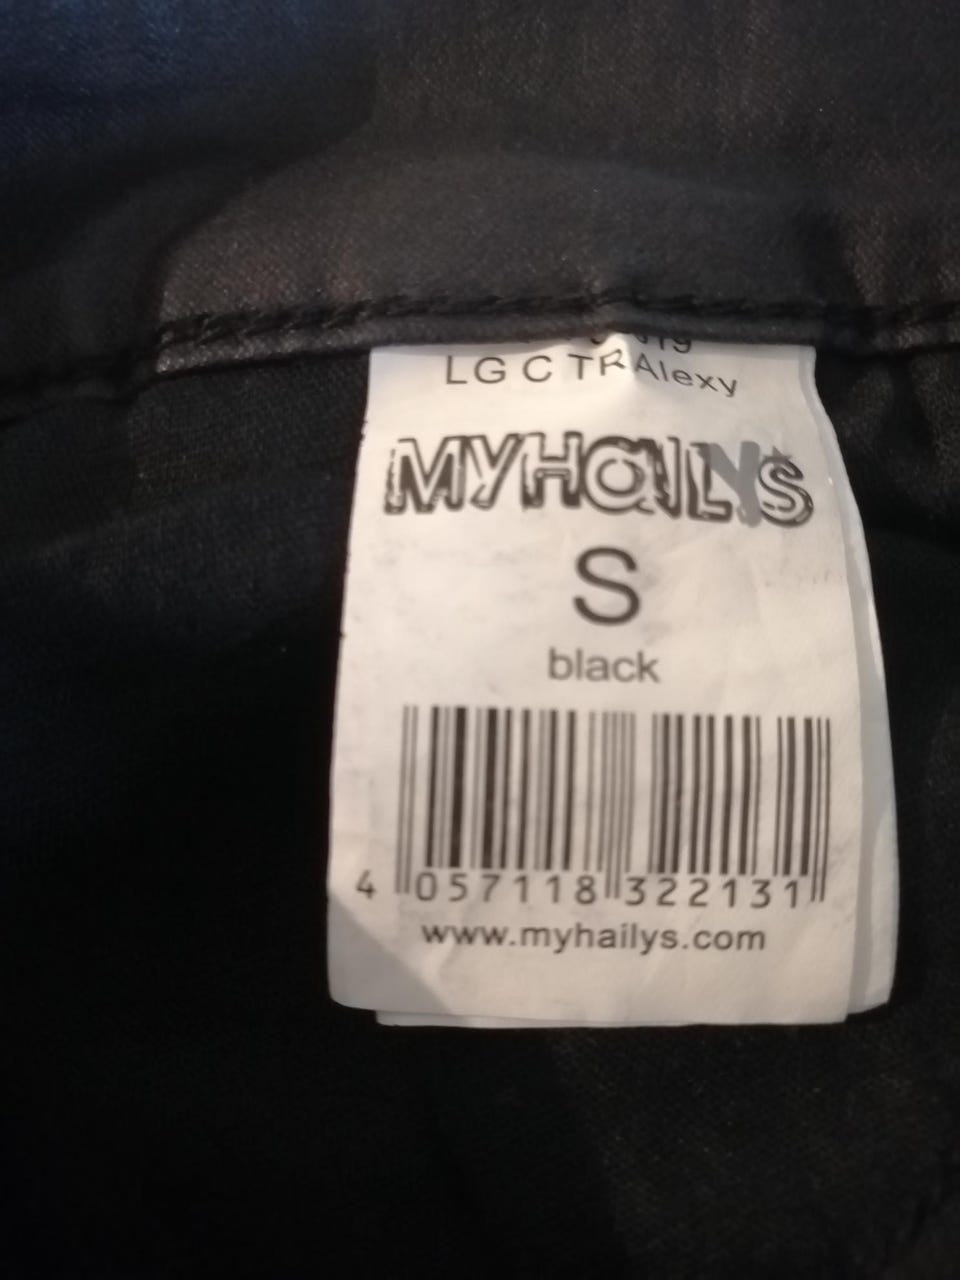 LG C TR Alexy
MYHaiLYS
S
black
4 057118 322131
www.myhailys.com